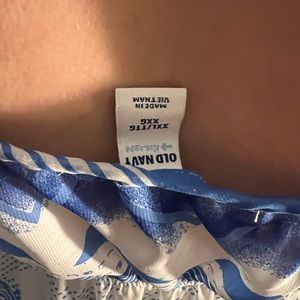 OLD NAVY
Est. 1994
XXL/TTG
XXG
MADE IN
VIETNAM